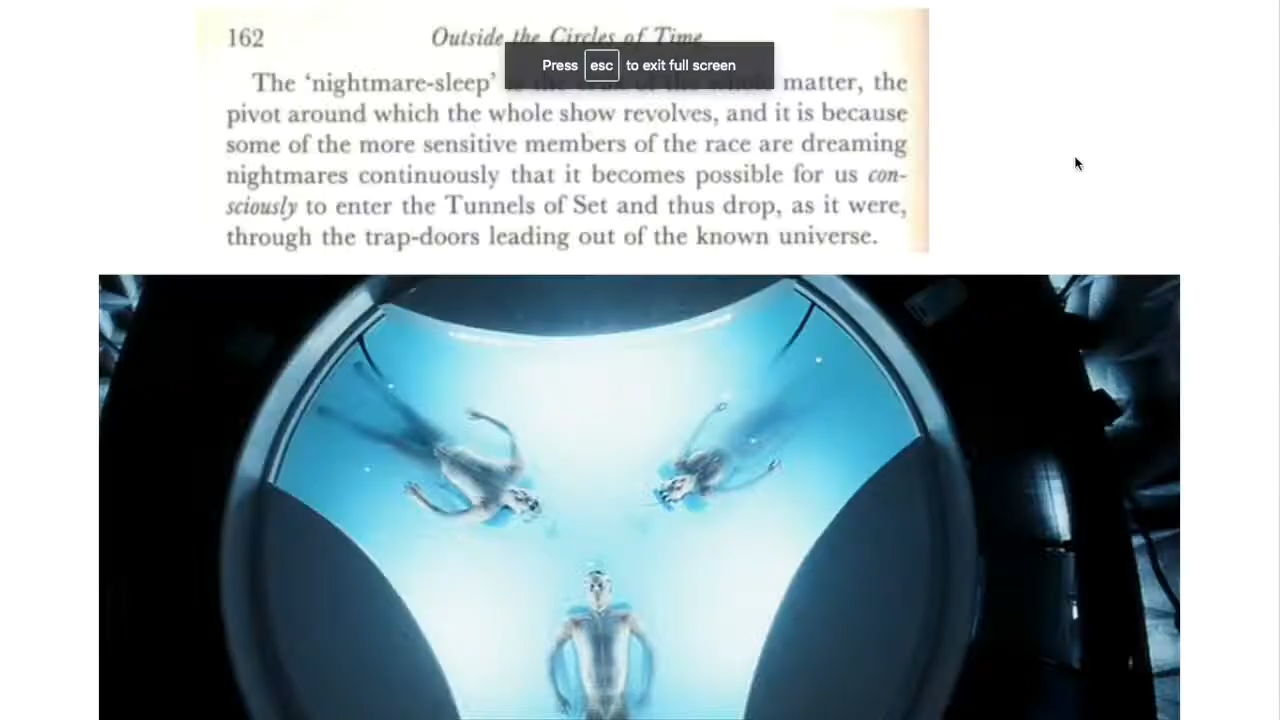 162 Outside the Circles of Time
Press esc to exit full screen
The ‘nightmare-sleep’ matter, the
pivot around which the whole show revolves, and it is because
some of the more sensitive members of the race are dreaming
nightmares continuously that it becomes possible for us con-
sciously to enter the Tunnels of Set and thus drop, as it were,
through the trap-doors leading out of the known universe.